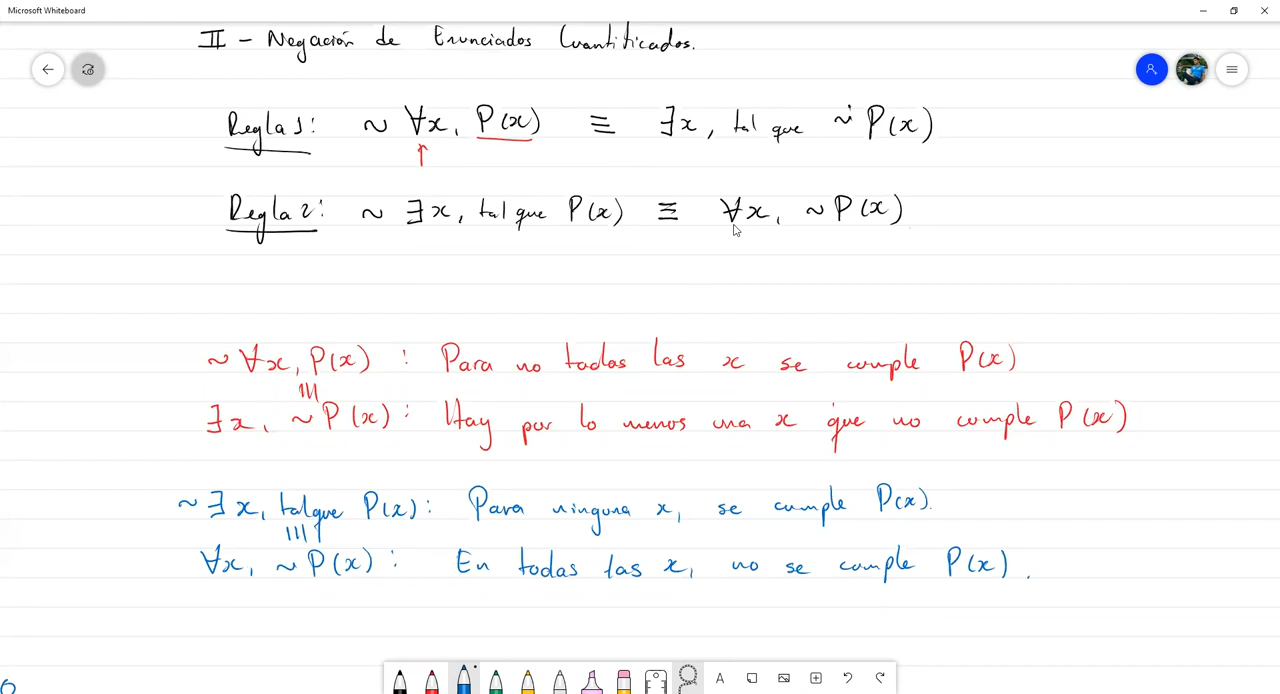 Microsoft Whiteboard
II - Negación de Enunciados Cuantificados.
Regla 1: ~ ∀x, P(x) ≡ ∃x, tal que ~ P(x)
Regla 2: ~ ∃x, tal que P(x) ≡ ∀x, ~P(x)
~ ∀x, P(x) : Para no todas las x se cumple P(x)
≡
∃x, ~P(x) : Hay por lo menos una x que no cumple P(x)
~ ∃x, tal que P(x) : Para ninguna x, se cumple P(x).
≡
∀x, ~P(x) : En todas las x, no se cumple P(x).